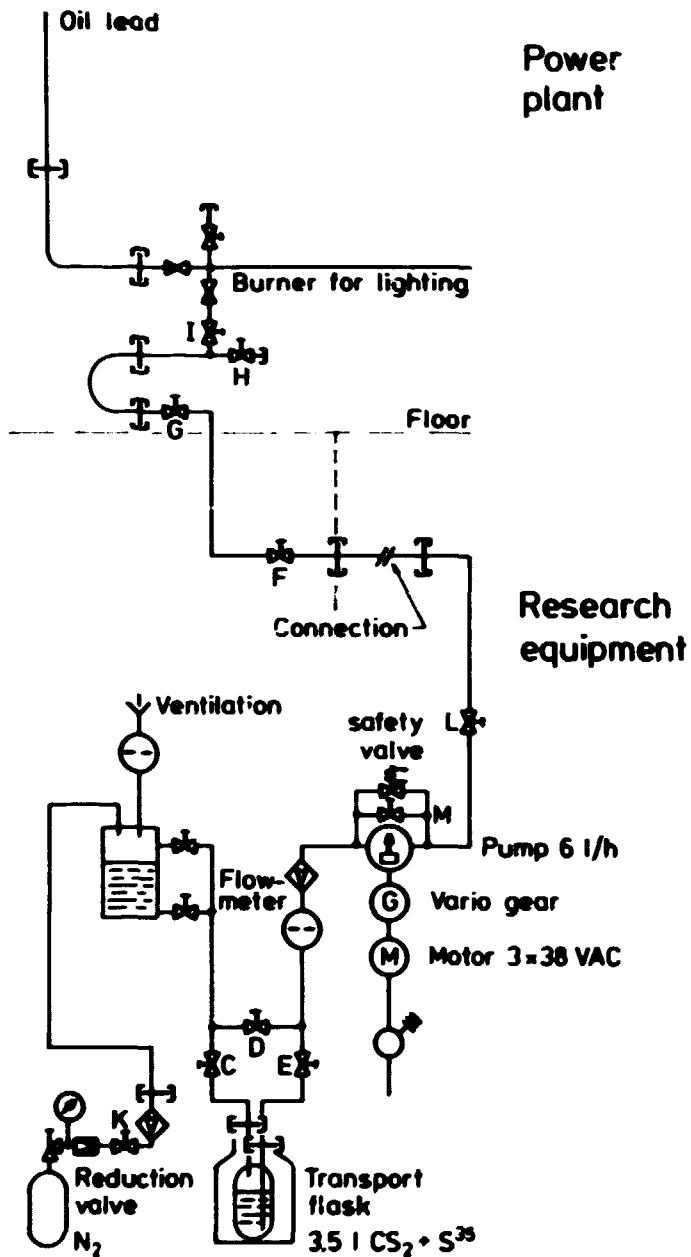 Oil lead
Power
plant
Burner for lighting
I
H
G
Floor
F
Connection
Research
equipment
Ventilation
safety
valve
L
M
Pump 6 l/h
Flow-
meter
G
Vario gear
M
Motor 3×38 VAC
D
C
E
K
Reduction
valve
N₂
Transport
flask
3.5 l CS₂ + S³⁵